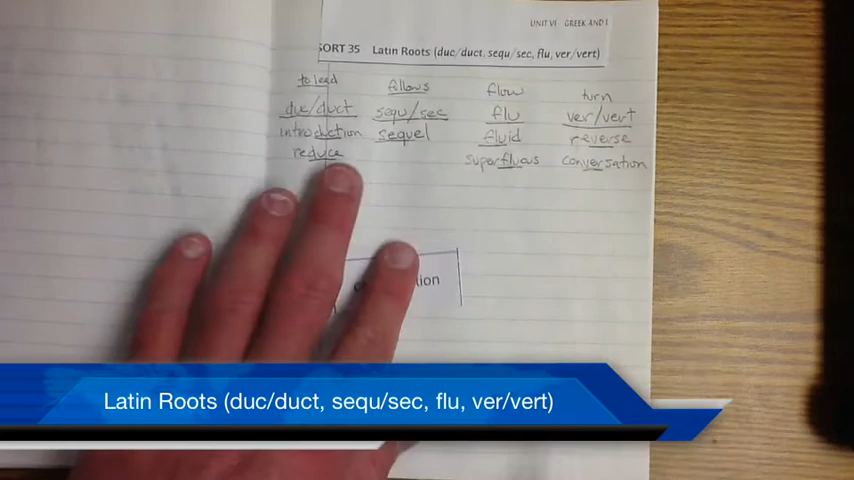 UNIT VI GREEK AND
SORT 35 Latin Roots (duc/duct, sequ/sec, flu, ver/vert)
to lead follows flow turn
duc/duct sequ/sec flu ver/vert
introduction sequel fluid reverse
reduce superfluous conversation
tion
Latin Roots (duc/duct, sequ/sec, flu, ver/vert)